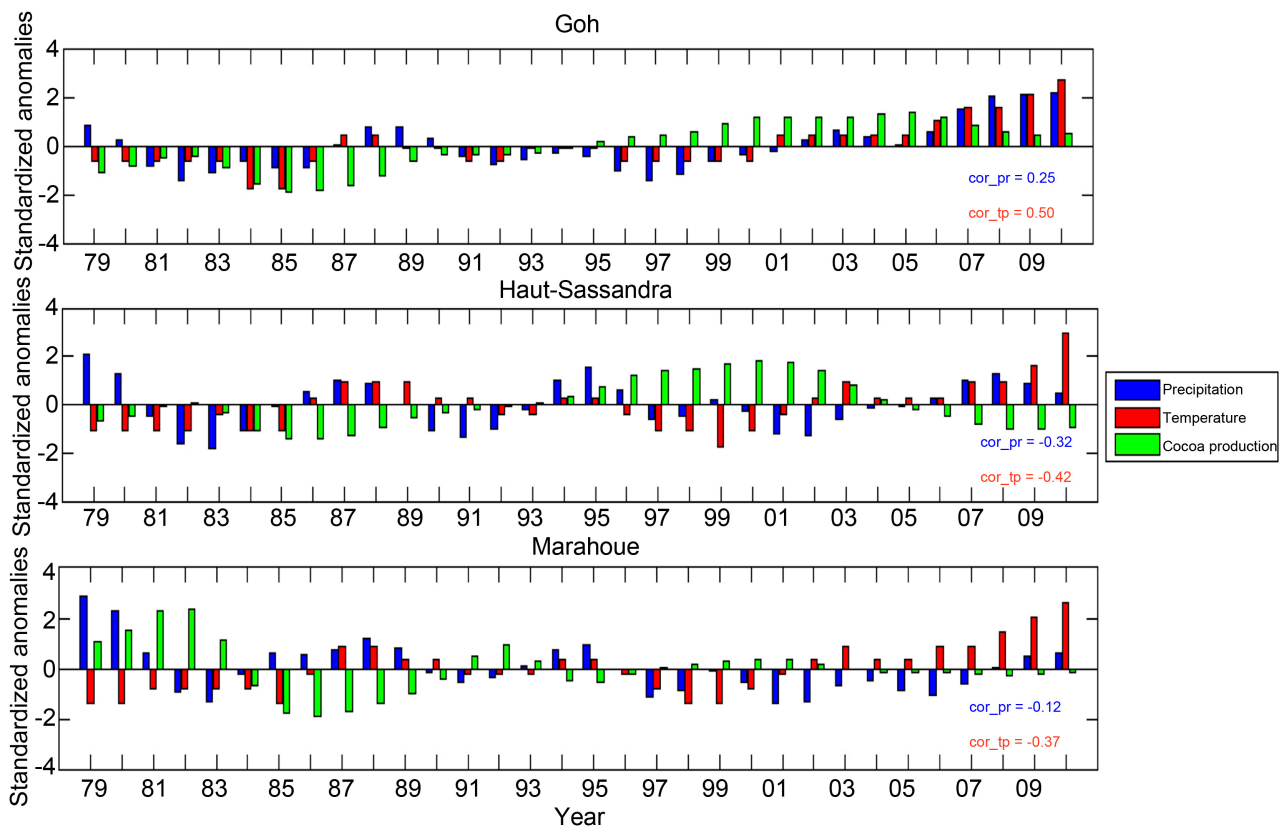 Goh
Standardized anomalies
4
2
0
-2
-4
cor_pr = 0.25
cor_tp = 0.50
79 81 83 85 87 89 91 93 95 97 99 01 03 05 07 09
Haut-Sassandra
Standardized anomalies
4
2
0
-2
-4
cor_pr = -0.32
cor_tp = -0.42
79 81 83 85 87 89 91 93 95 97 99 01 03 05 07 09
Precipitation
Temperature
Cocoa production
Marahoue
Standardized anomalies
4
2
0
-2
-4
cor_pr = -0.12
cor_tp = -0.37
79 81 83 85 87 89 91 93 95 97 99 01 03 05 07 09
Year